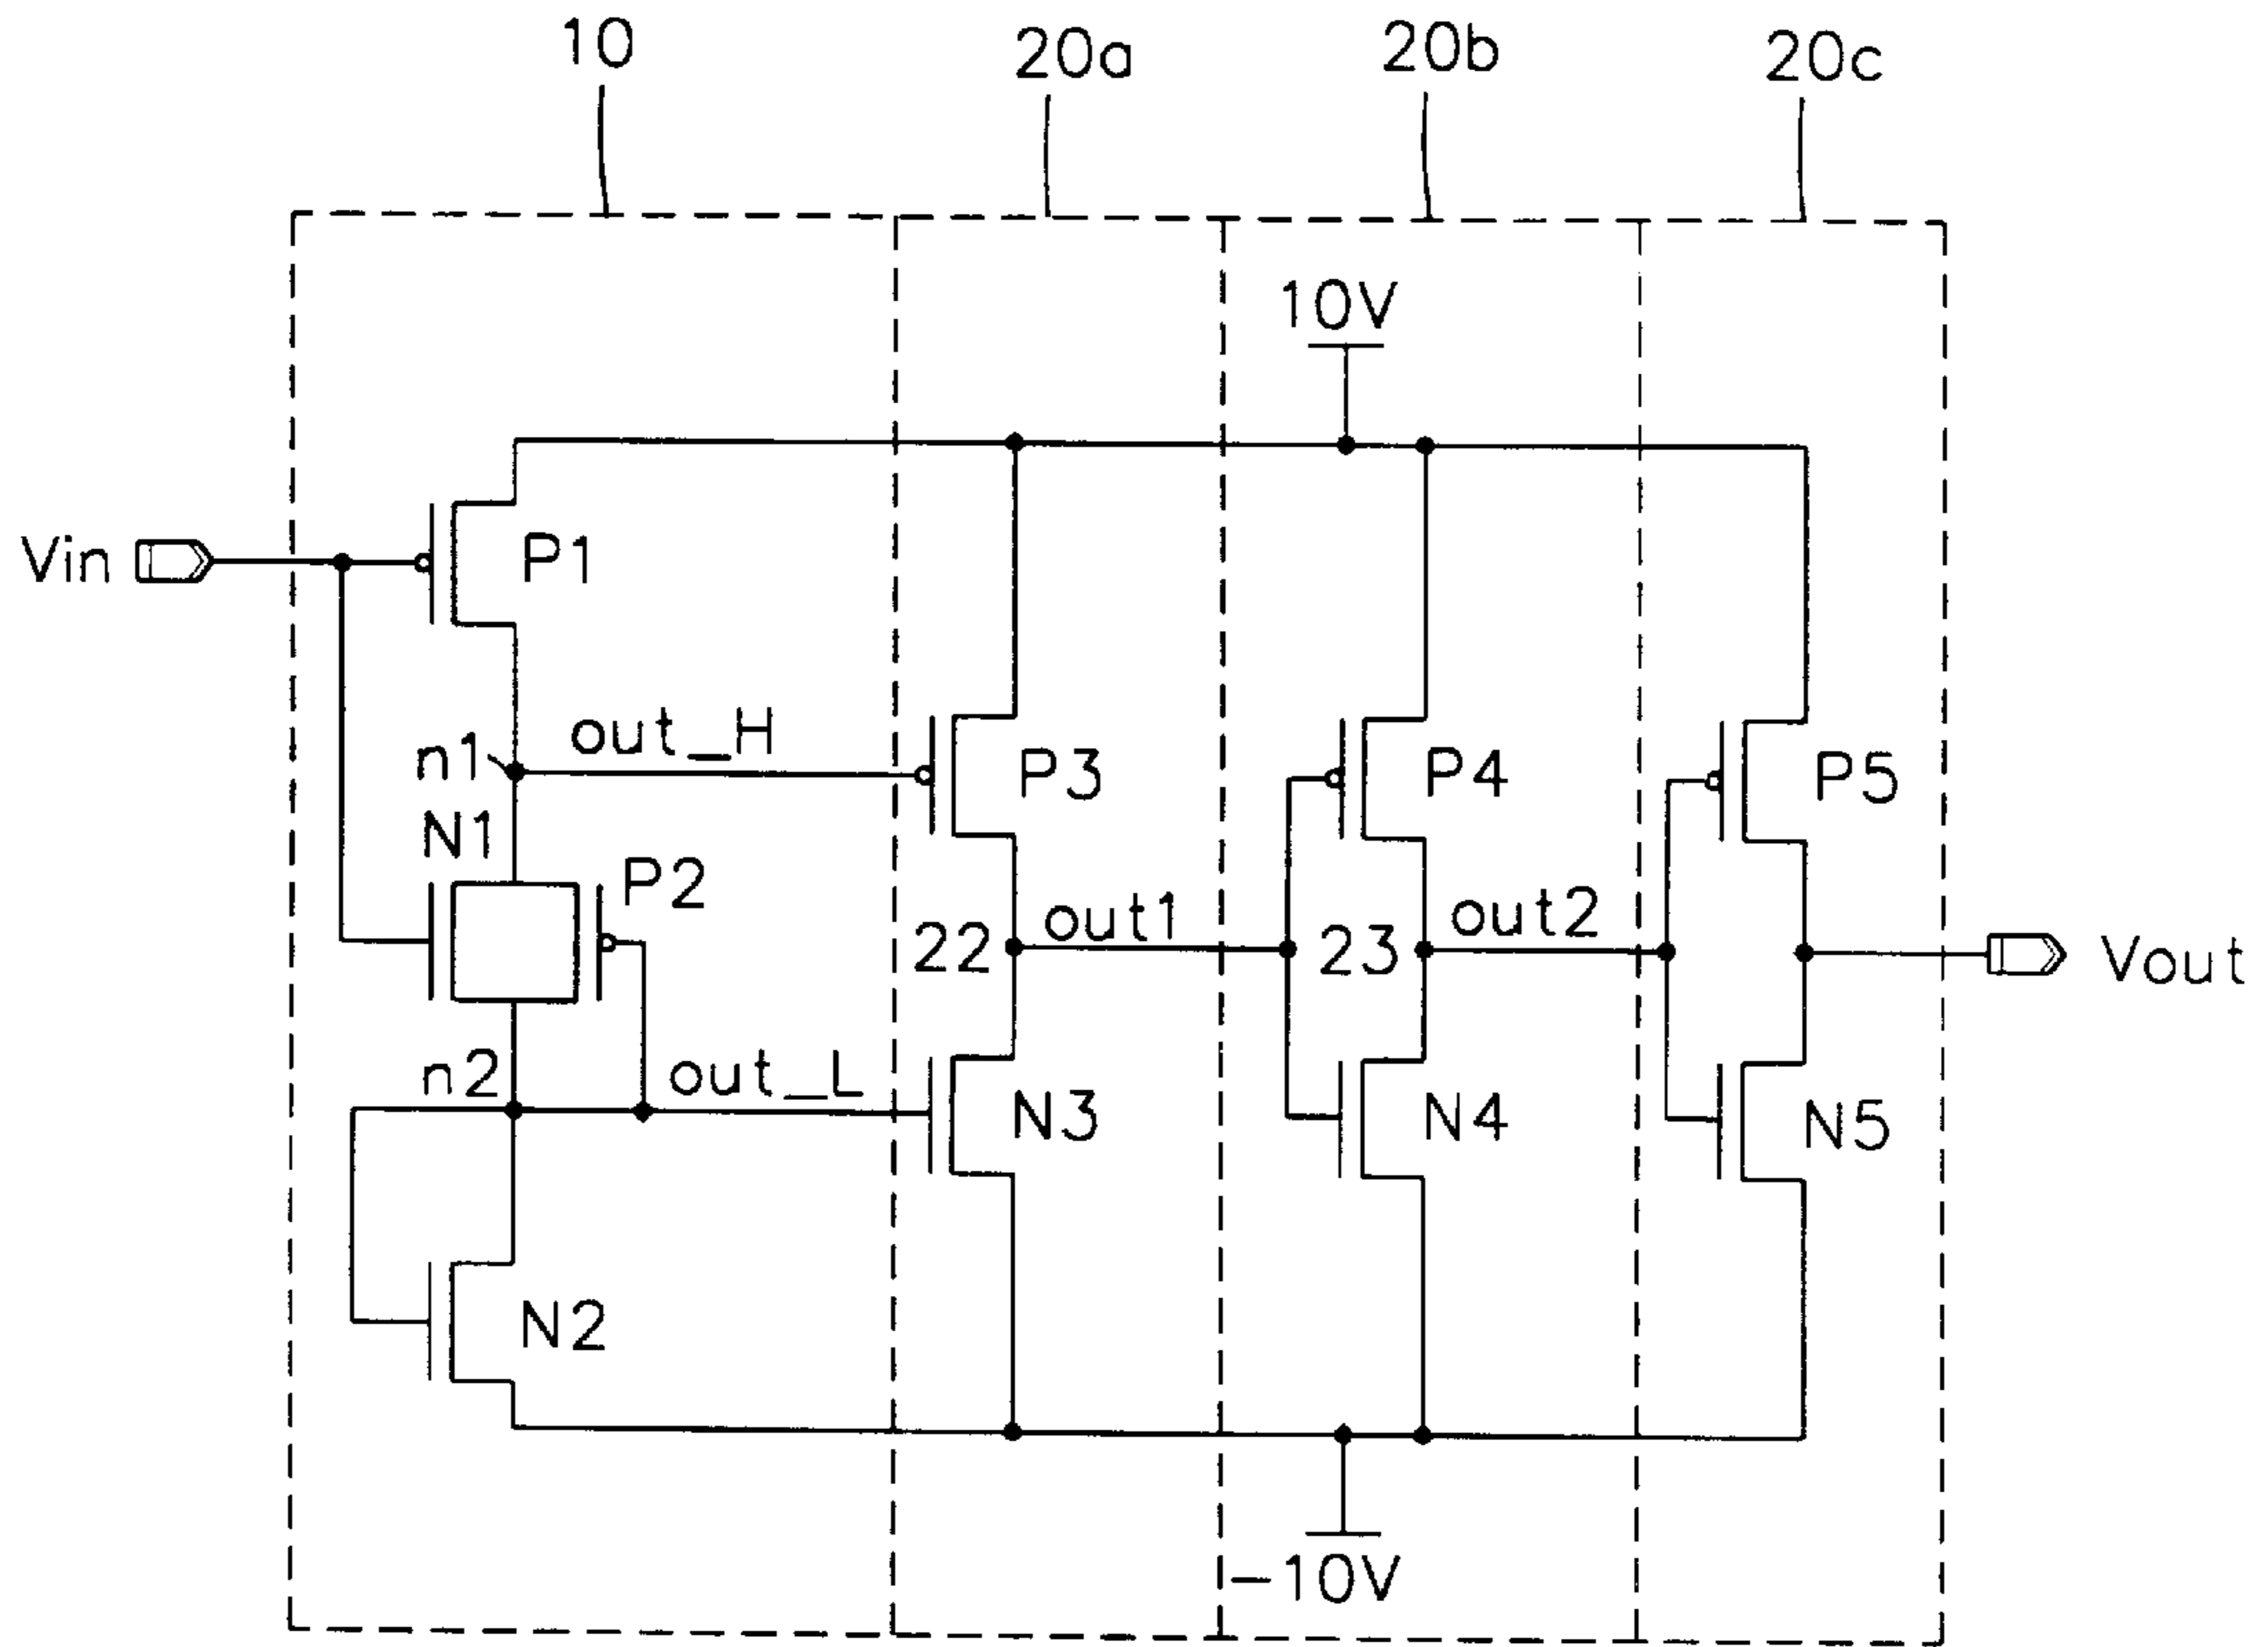 10
20a
20b
20c
10V
Vin
P1
n1
out_H
P3
P4
P5
N1
P2
22
out1
23
out2
Vout
n2
out_L
N3
N4
N5
N2
-10V